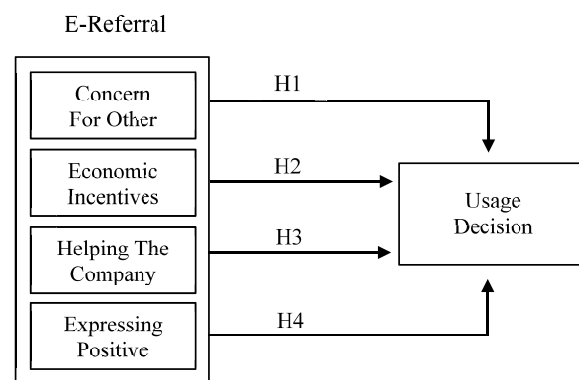 E-Referral
Concern
For Other
H1
Economic
Incentives
H2
Helping The
Company
H3
Expressing
Positive
H4
Usage
Decision